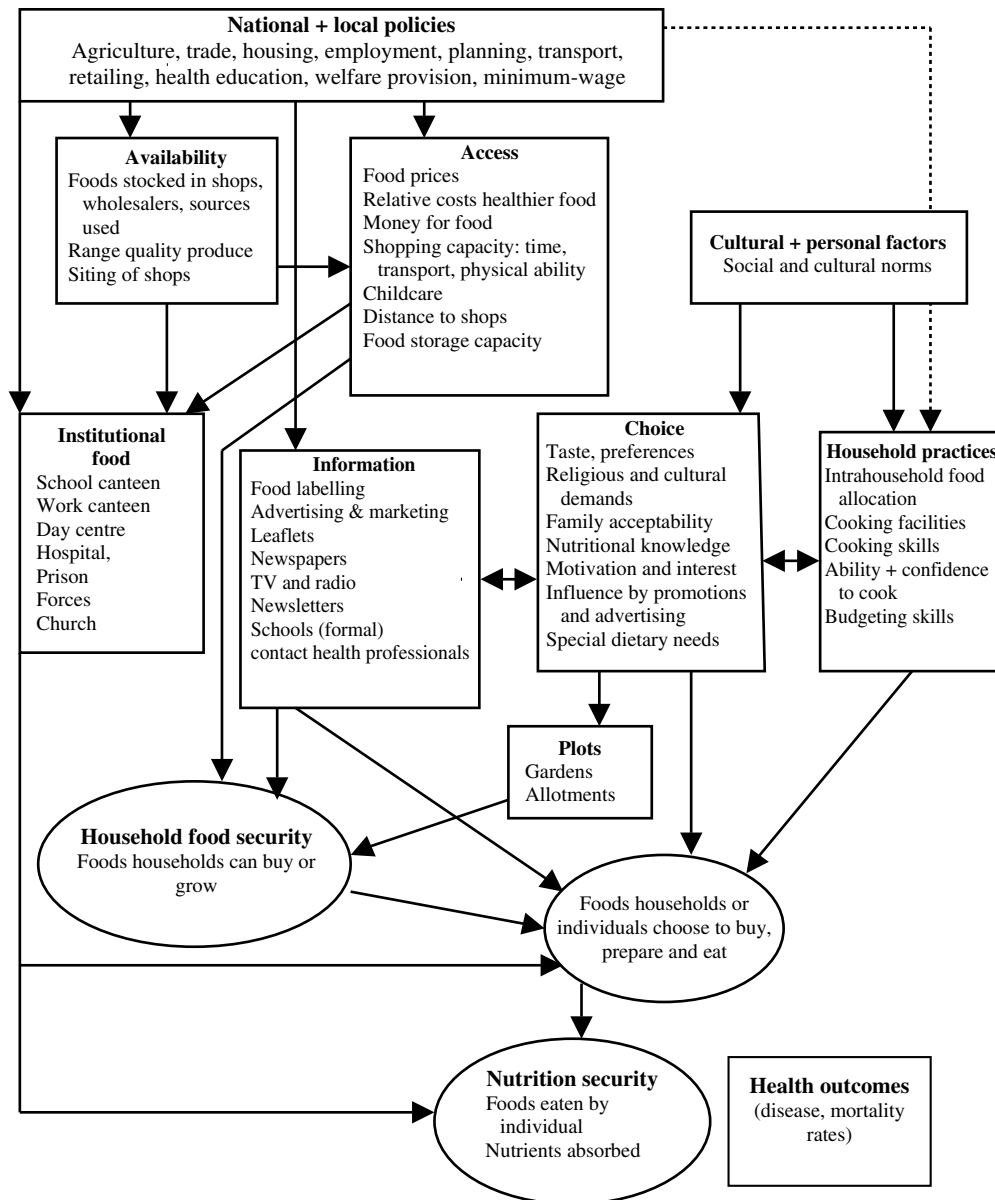 National + local policies
Agriculture, trade, housing, employment, planning, transport,
retailing, health education, welfare provision, minimum-wage
Availability
Foods stocked in shops,
wholesalers, sources
used
Range quality produce
Siting of shops
Access
Food prices
Relative costs healthier food
Money for food
Shopping capacity: time,
transport, physical ability
Childcare
Distance to shops
Food storage capacity
Cultural + personal factors
Social and cultural norms
Institutional
food
School canteen
Work canteen
Day centre
Hospital,
Prison
Forces
Church
Information
Food labelling
Advertising & marketing
Leaflets
Newspapers
TV and radio
Newsletters
Schools (formal)
contact health professionals
Choice
Taste, preferences
Religious and cultural
demands
Family acceptability
Nutritional knowledge
Motivation and interest
Influence by promotions
and advertising
Special dietary needs
Household practices
Intrahousehold food
allocation
Cooking facilities
Cooking skills
Ability + confidence
to cook
Budgeting skills
Plots
Gardens
Allotments
Household food security
Foods households can buy or
grow
Foods households or
individuals choose to buy,
prepare and eat
Nutrition security
Foods eaten by
individual
Nutrients absorbed
Health outcomes
(disease, mortality
rates)